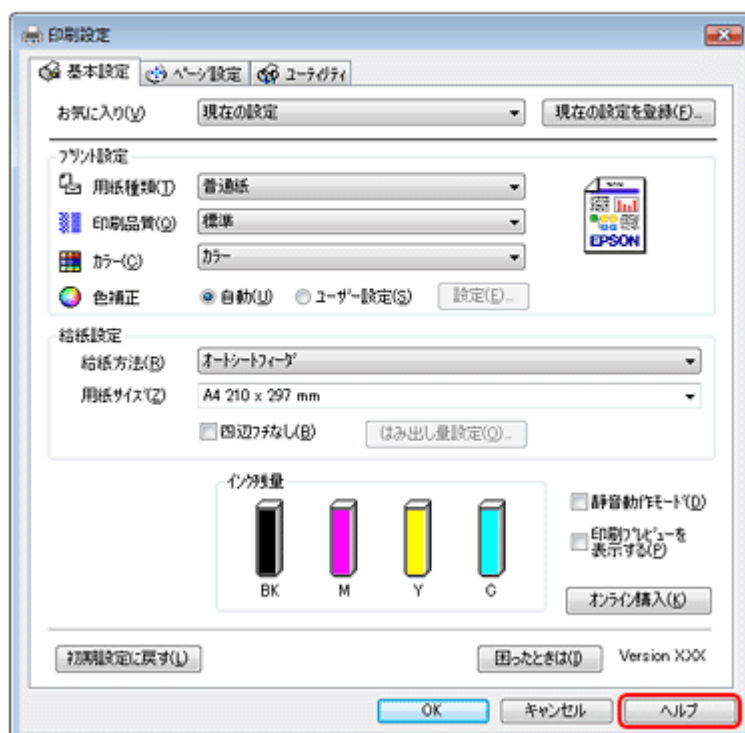 印刷設定
基本設定 ページ設定 ユーティリティ
お気に入り(V) 現在の設定 現在の設定を登録(F)...
プリント設定
用紙種類(T) 普通紙
印刷品質(Q) 標準
EPSON
カラー(C) カラー
色補正 自動(U) ユーザー設定(S) 設定(E)...
給紙設定
給紙方法(R) オートシートフィーダ
用紙サイズ(Z) A4 210 x 297 mm
四辺フチなし(B) はみ出し量設定(O)...
インク残量
静音動作モード(D)
印刷プレビューを
表示する(P)
BK M Y C
オンライン購入(K)
初期設定に戻す(L) 困ったときは(I) Version XXX
OK キャンセル ヘルプ